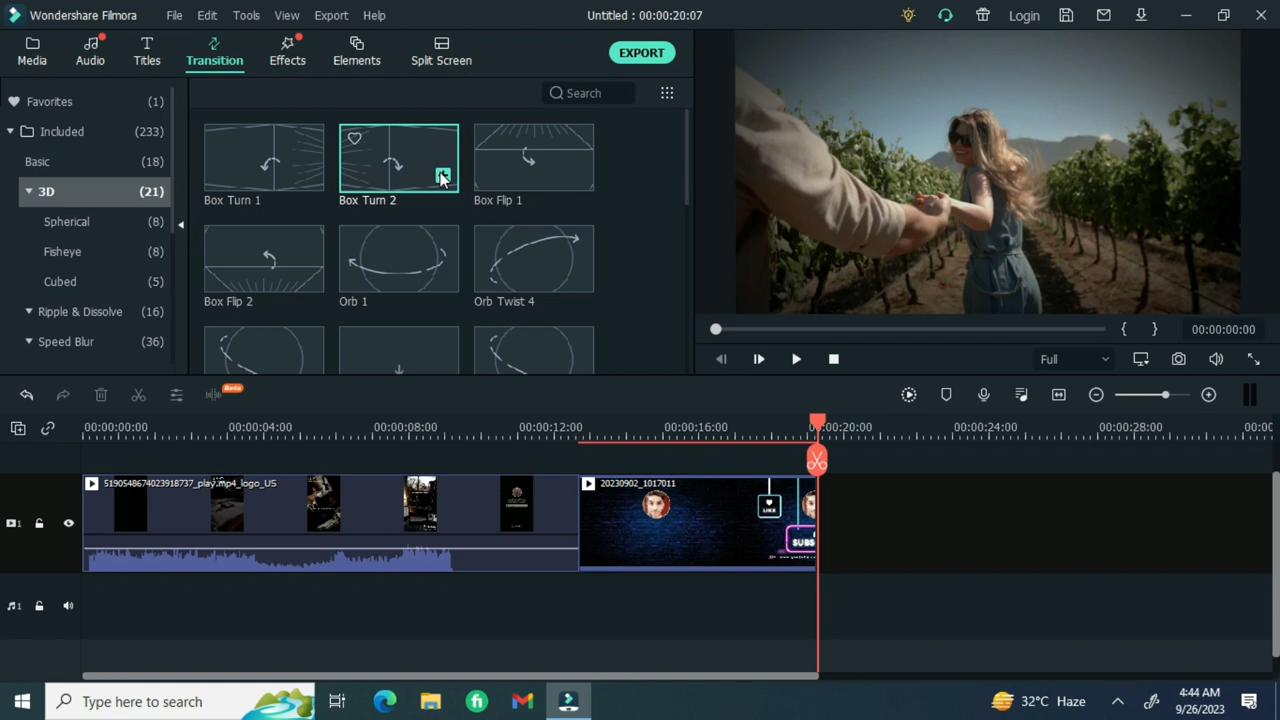 Wondershare Filmora File Edit Tools View Export Help Untitled : 00:00:20:07 Login
Media Audio Titles Transition Effects Elements Split Screen EXPORT
Favorites (1)
Included (233)
Basic (18)
3D (21)
Spherical (8)
Fisheye (8)
Cubed (5)
Ripple & Dissolve (16)
Speed Blur (36)
Search
Box Turn 1 Box Turn 2 Box Flip 1
Box Flip 2 Orb 1 Orb Twist 4
{ } 00:00:00:00
Full
Beta
00:00:00:00 00:00:04:00 00:00:08:00 00:00:12:00 00:00:16:00 00:00:20:00 00:00:24:00 00:00:28:00 00:00
5190548674023918737_play.mp4_logo_US 20230902_1017011
LIKE
SUBS
1
1
Type here to search 32°C Haze 4:44 AM
9/26/2023